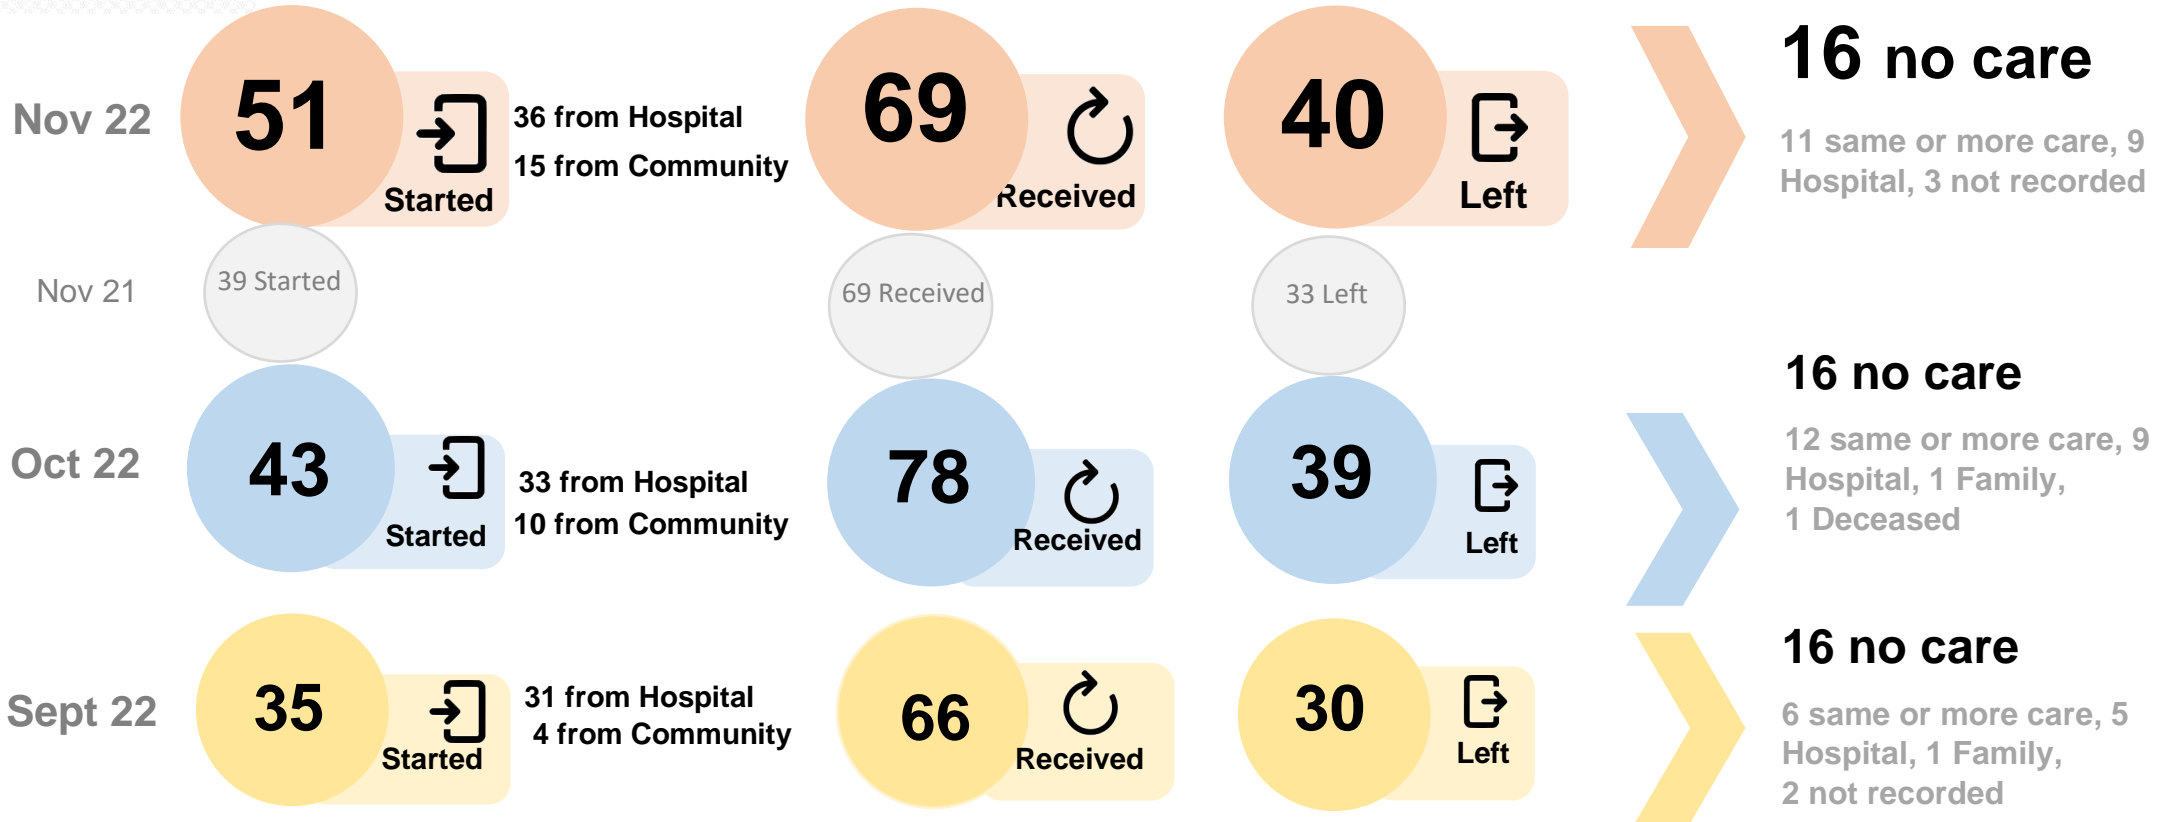 Nov 22
51
Started
36 from Hospital
15 from Community
69
Received
40
Left
16 no care
11 same or more care, 9
Hospital, 3 not recorded
Nov 21
39 Started
69 Received
33 Left
Oct 22
43
Started
33 from Hospital
10 from Community
78
Received
39
Left
16 no care
12 same or more care, 9
Hospital, 1 Family,
1 Deceased
Sept 22
35
Started
31 from Hospital
4 from Community
66
Received
30
Left
16 no care
6 same or more care, 5
Hospital, 1 Family,
2 not recorded